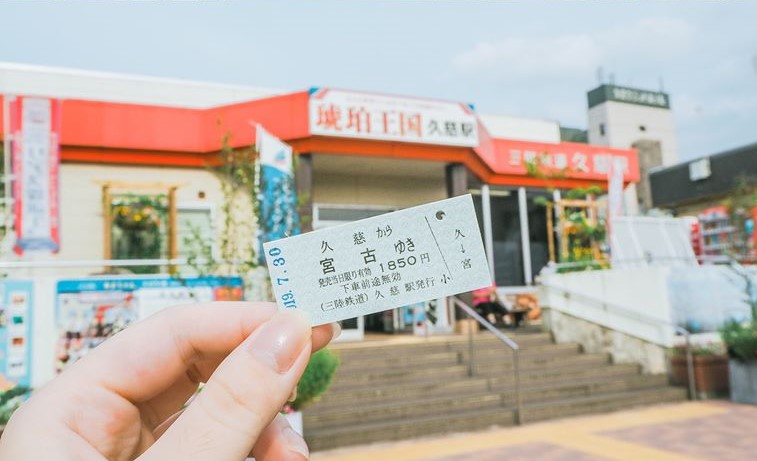 琥珀王国 久慈駅
三陸鉄道 久慈駅
19.7.30
久慈から
宮古ゆき
発売当日限り有効 1850円
下車前途無効
(三陸鉄道) 久慈駅発行
小
久
↓
宮